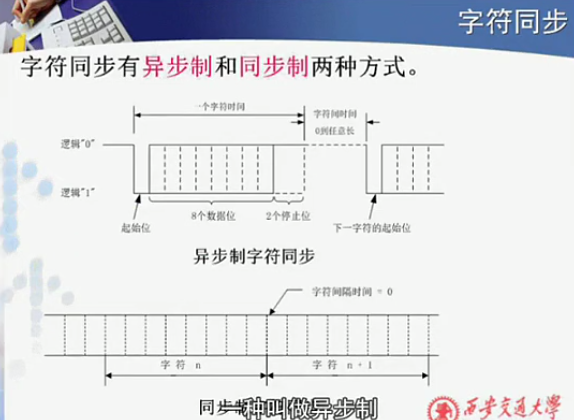 字符同步
字符同步有异步制和同步制两种方式。
一个字符时间
字符间时间
0到任意长
逻辑"0"
逻辑"1"
起始位
8个数据位
2个停止位
下一字符的起始位
异步制字符同步
字符间隔时间 = 0
字 符 n
字 符 n + 1
同步
一种叫做异步制
西安交通大学